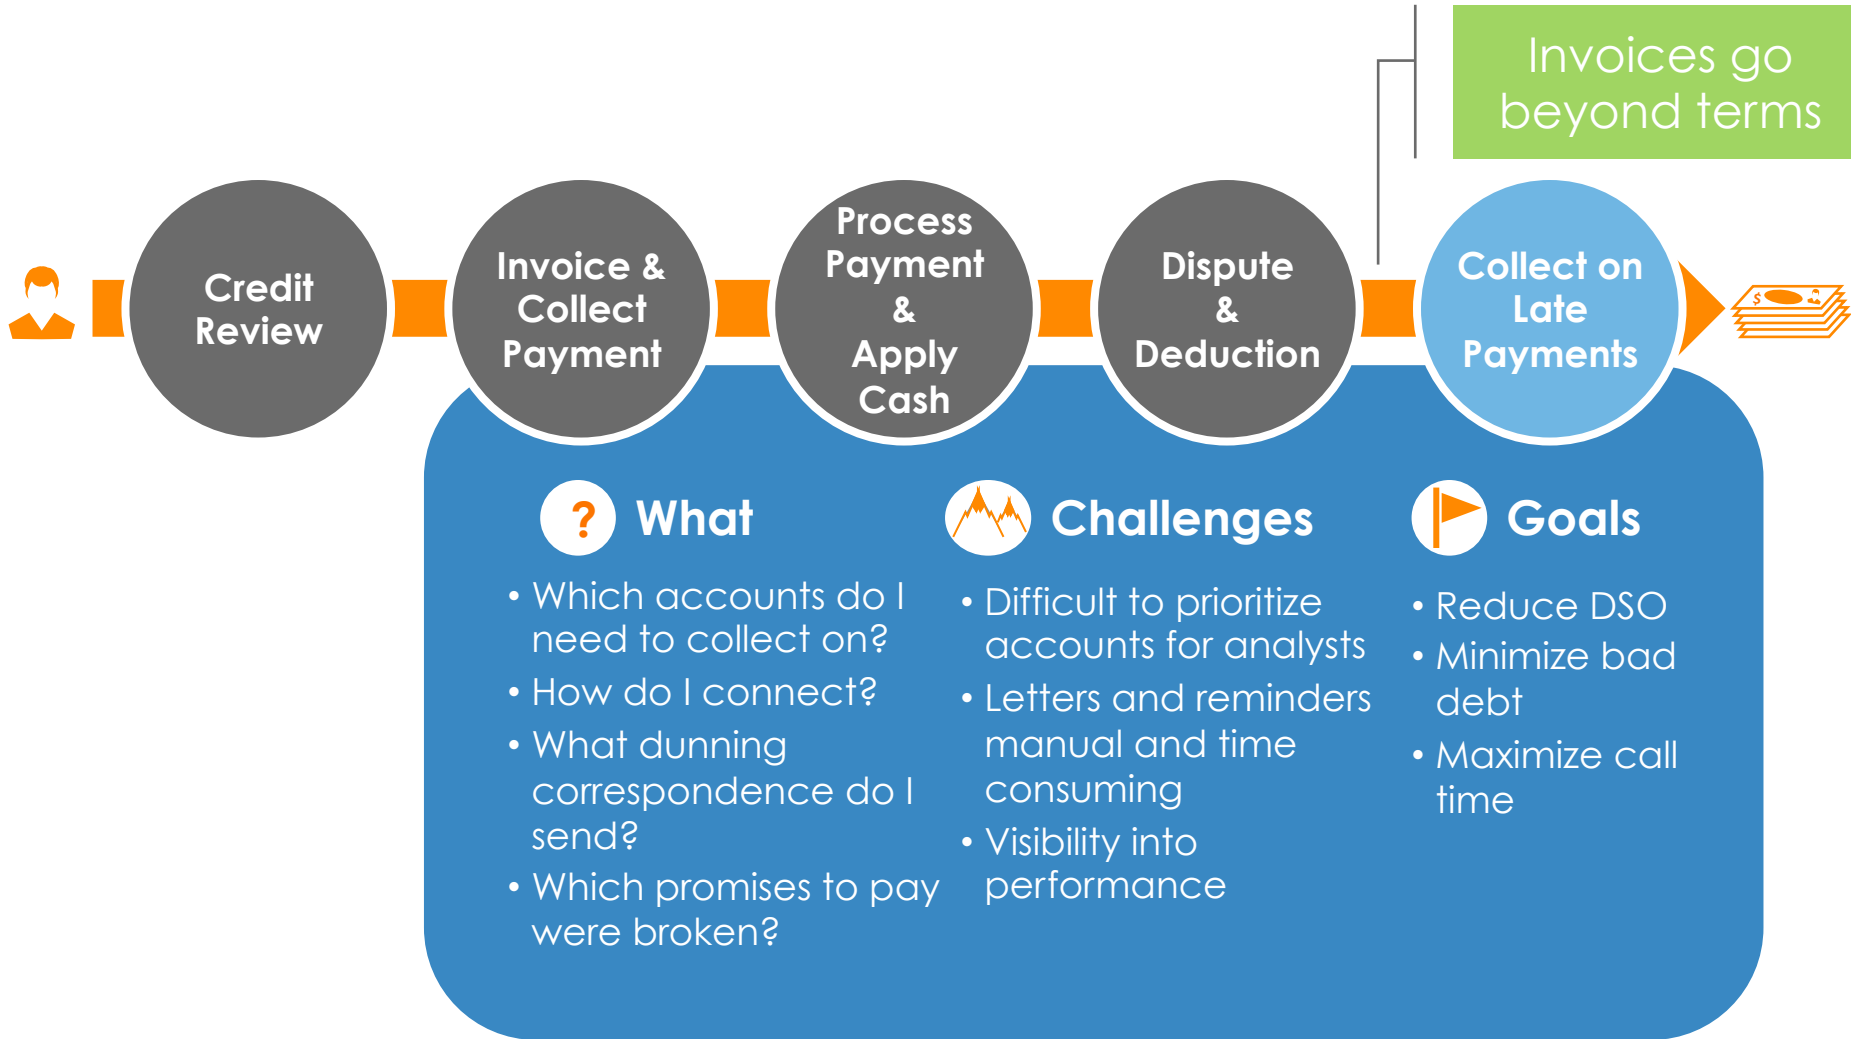 Invoices go
beyond terms
Credit
Review
Invoice &
Collect
Payment
Process
Payment
&
Apply
Cash
Dispute
&
Deduction
Collect on
Late
Payments
$
? What
• Which accounts do I
need to collect on?
• How do I connect?
• What dunning
correspondence do I
send?
• Which promises to pay
were broken?
Challenges
• Difficult to prioritize
accounts for analysts
• Letters and reminders
manual and time
consuming
• Visibility into
performance
Goals
• Reduce DSO
• Minimize bad
debt
• Maximize call
time